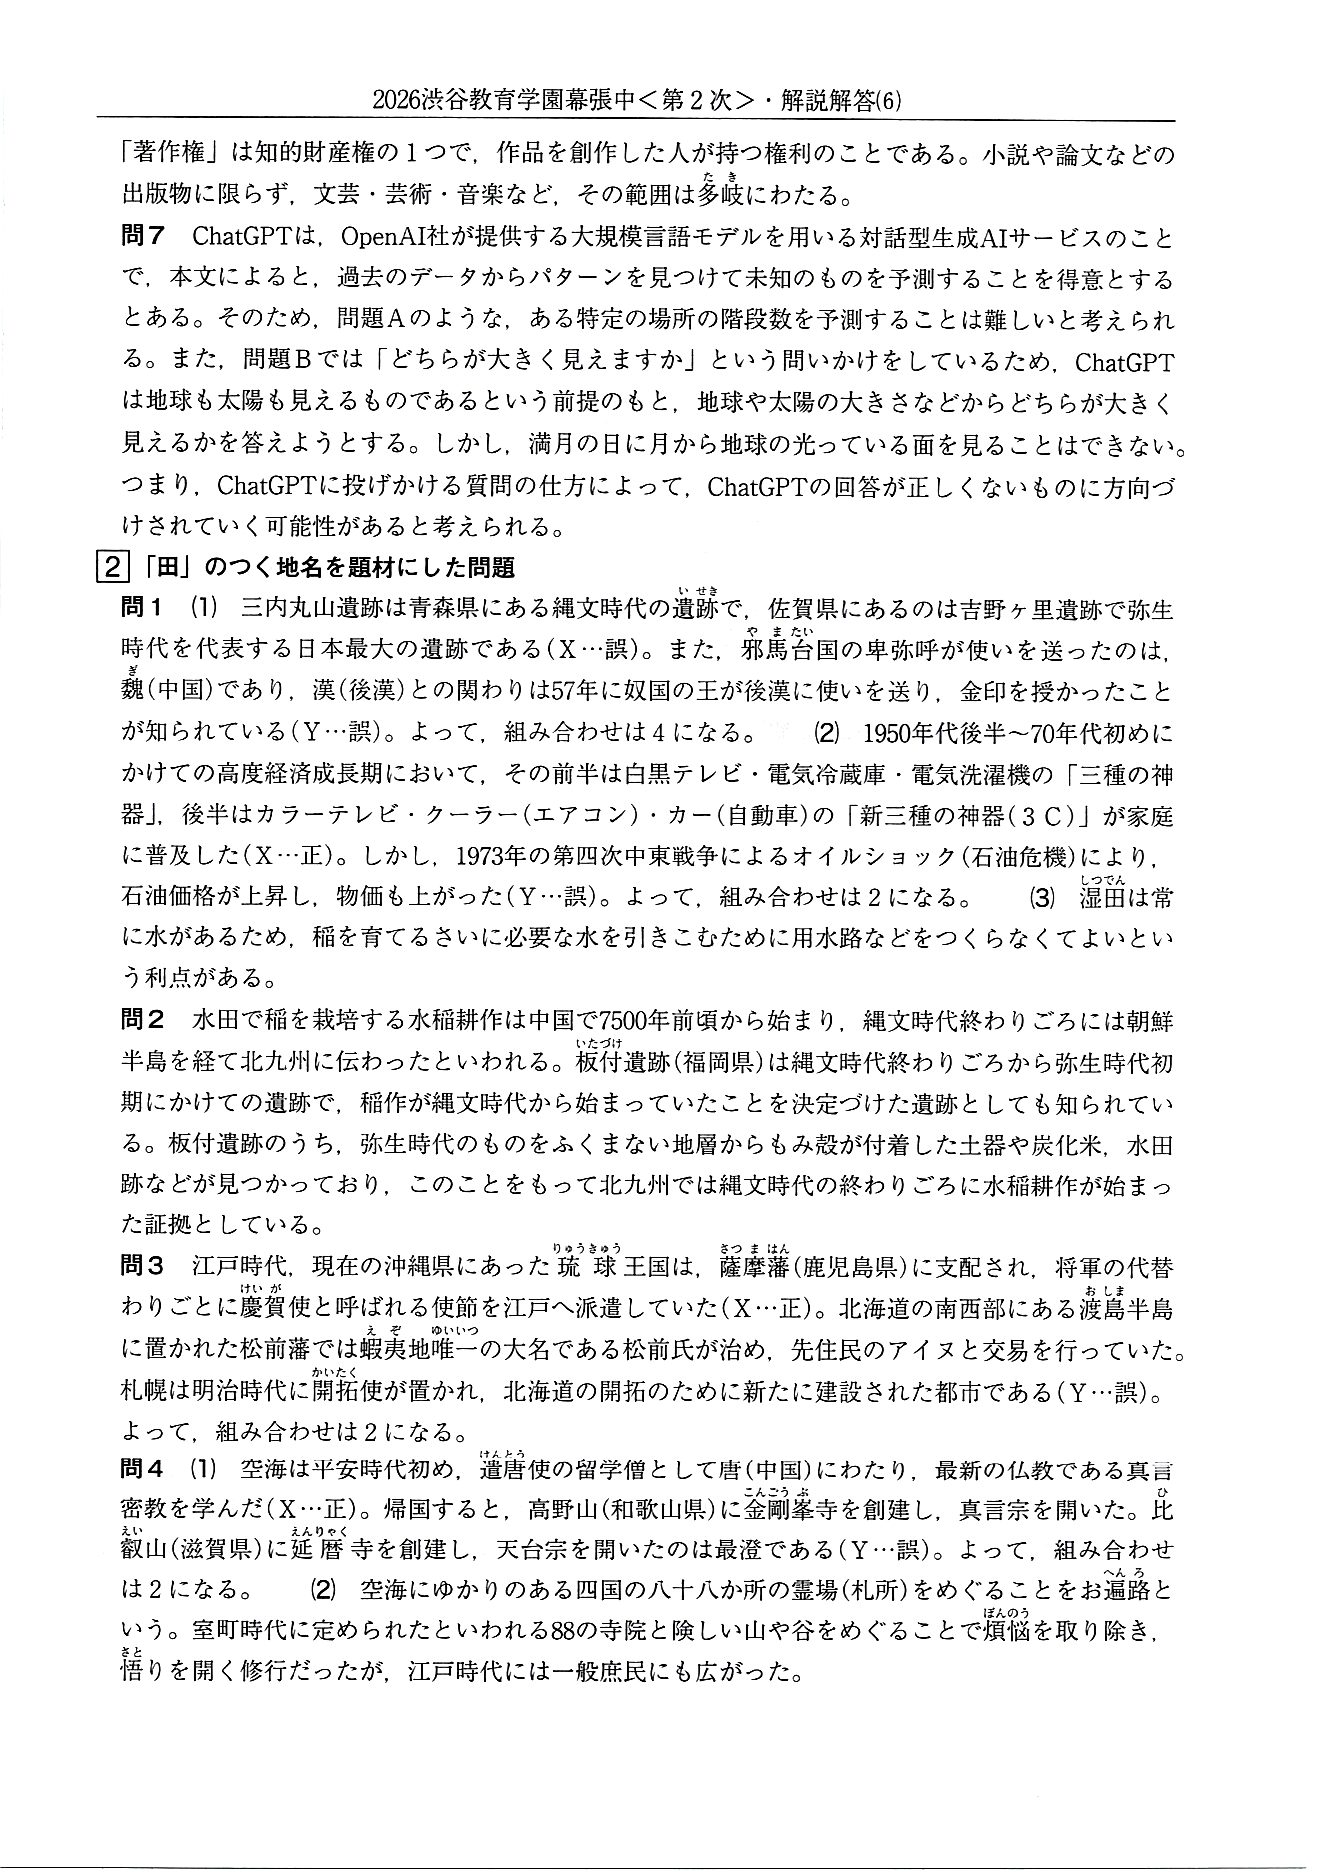 2026渋谷教育学園幕張中＜第２次＞・解説解答(6)
「著作権」は知的財産権の１つで，作品を創作した人が持つ権利のことである。小説や論文などの
出版物に限らず，文芸・芸術・音楽など，その範囲は多岐にわたる。
問７　ChatGPTは，OpenAI社が提供する大規模言語モデルを用いる対話型生成AIサービスのこと
で，本文によると，過去のデータからパターンを見つけて未知のものを予測することを得意とする
とある。そのため，問題Ａのような，ある特定の場所の階段数を予測することは難しいと考えられ
る。また，問題Ｂでは「どちらが大きく見えますか」という問いかけをしているため，ChatGPT
は地球も太陽も見えるものであるという前提のもと，地球や太陽の大きさなどからどちらが大きく
見えるかを答えようとする。しかし，満月の日に月から地球の光っている面を見ることはできない。
つまり，ChatGPTに投げかける質問の仕方によって，ChatGPTの回答が正しくないものに方向づ
けされていく可能性があると考えられる。
２「田」のつく地名を題材にした問題
問１　(1)　三内丸山遺跡は青森県にある縄文時代の遺跡で，佐賀県にあるのは吉野ヶ里遺跡で弥生
時代を代表する日本最大の遺跡である(Ｘ…誤)。また，邪馬台国の卑弥呼が使いを送ったのは，
魏(中国)であり，漢(後漢)との関わりは57年に奴国の王が後漢に使いを送り，金印を授かったこと
が知られている(Ｙ…誤)。よって，組み合わせは４になる。　(2)　1950年代後半～70年代初めに
かけての高度経済成長期において，その前半は白黒テレビ・電気冷蔵庫・電気洗濯機の「三種の神
器」，後半はカラーテレビ・クーラー(エアコン)・カー(自動車)の「新三種の神器(３Ｃ)」が家庭
に普及した(Ｘ…正)。しかし，1973年の第四次中東戦争によるオイルショック(石油危機)により，
石油価格が上昇し，物価も上がった(Ｙ…誤)。よって，組み合わせは２になる。　(3)　湿田は常
に水があるため，稲を育てるさいに必要な水を引きこむために用水路などをつくらなくてよいとい
う利点がある。
問２　水田で稲を栽培する水稲耕作は中国で7500年前頃から始まり，縄文時代終わりごろには朝鮮
半島を経て北九州に伝わったといわれる。板付遺跡(福岡県)は縄文時代終わりごろから弥生時代初
期にかけての遺跡で，稲作が縄文時代から始まっていたことを決定づけた遺跡としても知られてい
る。板付遺跡のうち，弥生時代のものをふくまない地層からもみ殻が付着した土器や炭化米，水田
跡などが見つかっており，このことをもって北九州では縄文時代の終わりごろに水稲耕作が始まっ
た証拠としている。
問３　江戸時代，現在の沖縄県にあった琉球王国は，薩摩藩(鹿児島県)に支配され，将軍の代替
わりごとに慶賀使と呼ばれる使節を江戸へ派遣していた(Ｘ…正)。北海道の南西部にある渡島半島
に置かれた松前藩では蝦夷地唯一の大名である松前氏が治め，先住民のアイヌと交易を行っていた。
札幌は明治時代に開拓使が置かれ，北海道の開拓のために新たに建設された都市である(Ｙ…誤)。
よって，組み合わせは２になる。
問４　(1)　空海は平安時代初め，遣唐使の留学僧として唐(中国)にわたり，最新の仏教である真言
密教を学んだ(Ｘ…正)。帰国すると，高野山(和歌山県)に金剛峯寺を創建し，真言宗を開いた。比
叡山(滋賀県)に延暦寺を創建し，天台宗を開いたのは最澄である(Ｙ…誤)。よって，組み合わせ
は２になる。　(2)　空海にゆかりのある四国の八十八か所の霊場(札所)をめぐることをお遍路と
いう。室町時代に定められたといわれる88の寺院と険しい山や谷をめぐることで煩悩を取り除き，
悟りを開く修行だったが，江戸時代には一般庶民にも広がった。